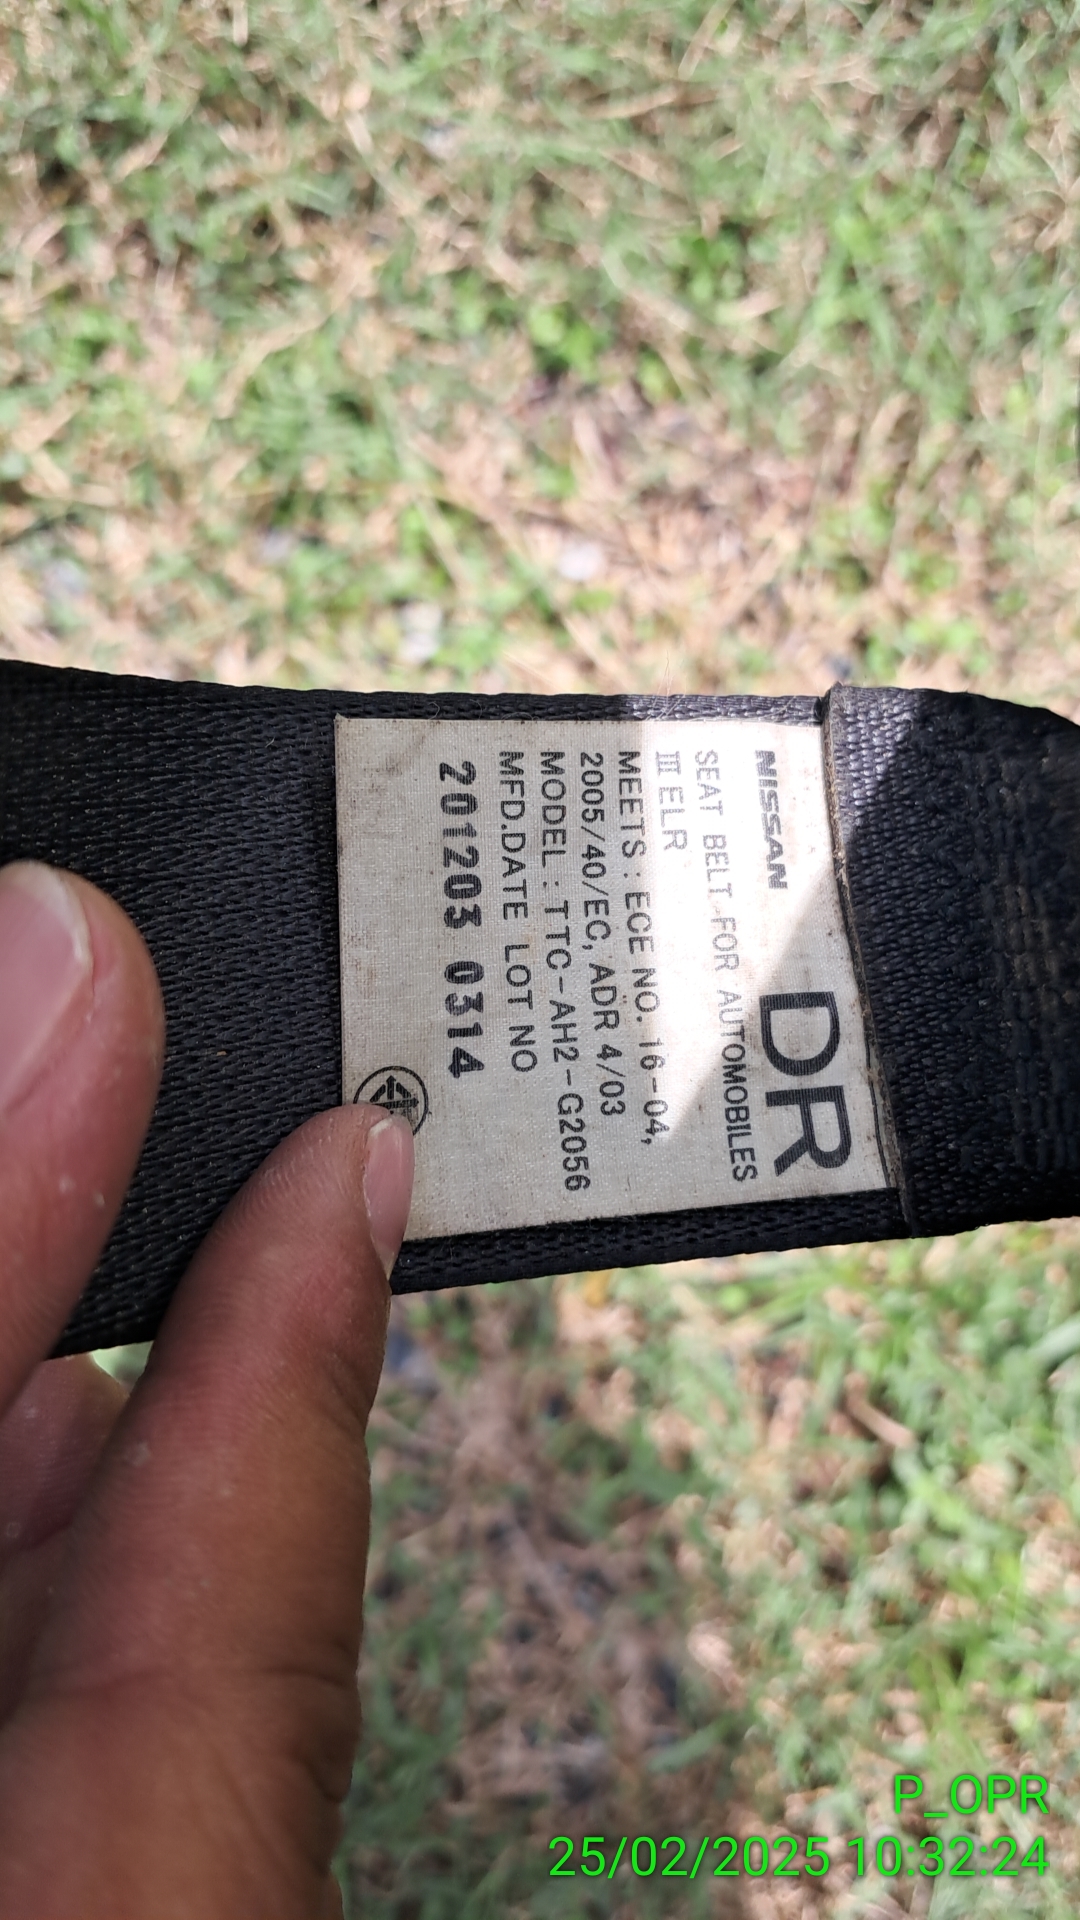 NISSAN DR
SEAT BELT FOR AUTOMOBILES
III ELR
MEETS : ECE NO. 16-04,
2005/40/EC, ADR 4/03
MODEL : TTC-AH2-G2056
MFD.DATE LOT NO
201203 0314
P_OPR
25/02/2025 10:32:24